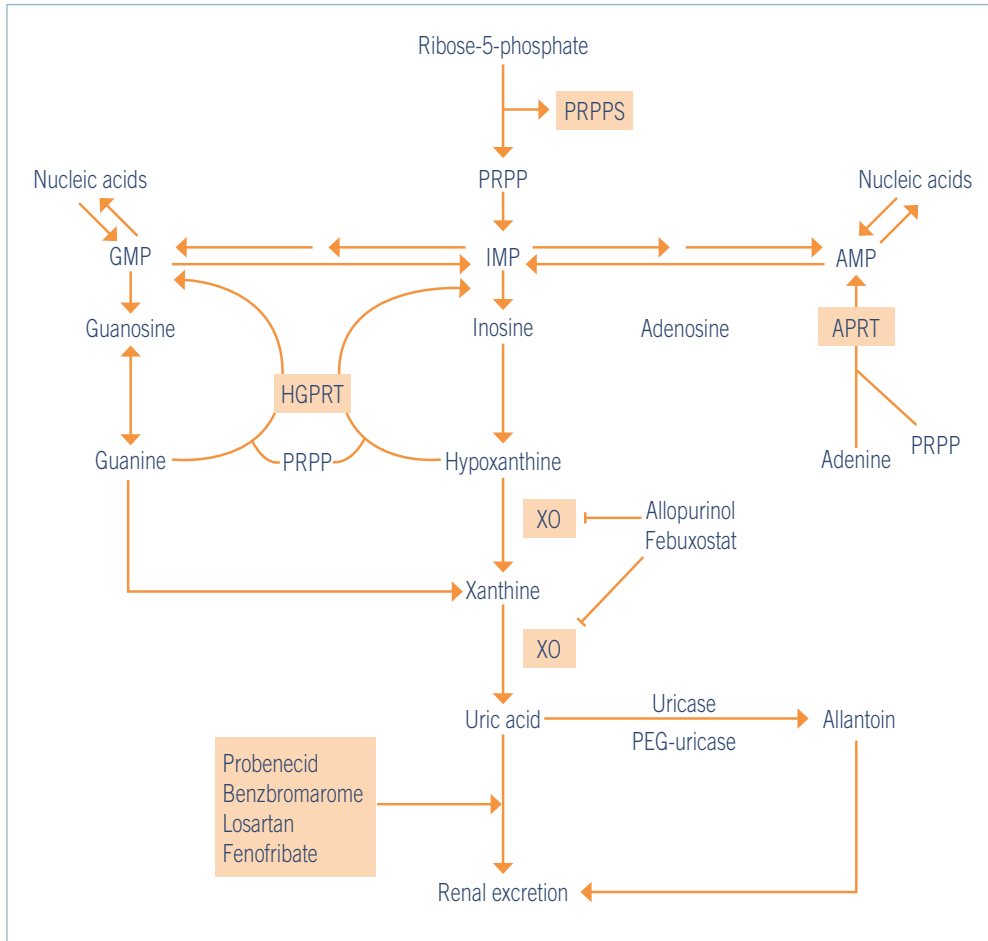 Ribose-5-phosphate
PRPPS
Nucleic acids
PRPP
Nucleic acids
GMP
IMP
AMP
Guanosine
Inosine
Adenosine
APRT
HGPRT
Guanine
PRPP
Hypoxanthine
Adenine
PRPP
XO
Allopurinol
Febuxostat
Xanthine
XO
Uric acid
Uricase
PEG-uricase
Allantoin
Probenecid
Benzbromarome
Losartan
Fenofribate
Renal excretion